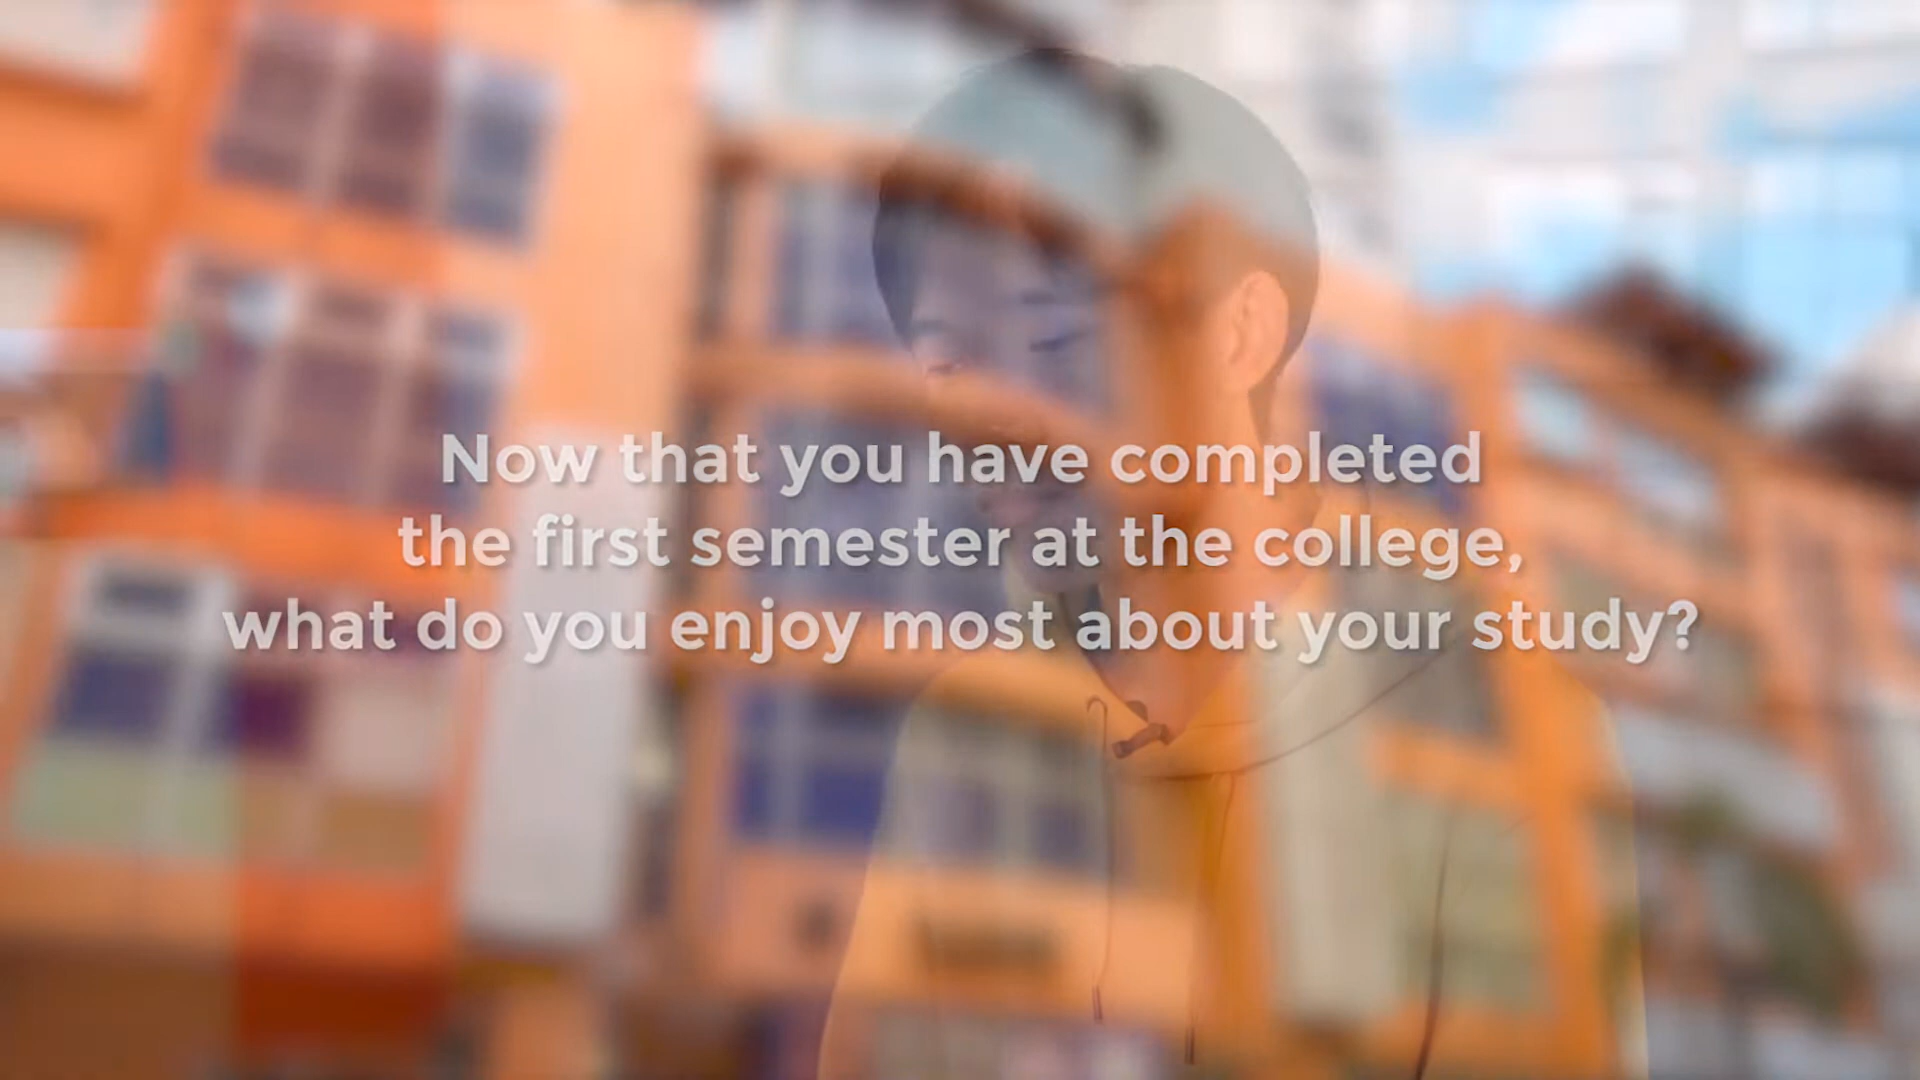 Now that you have completed
the first semester at the college,
what do you enjoy most about your study?